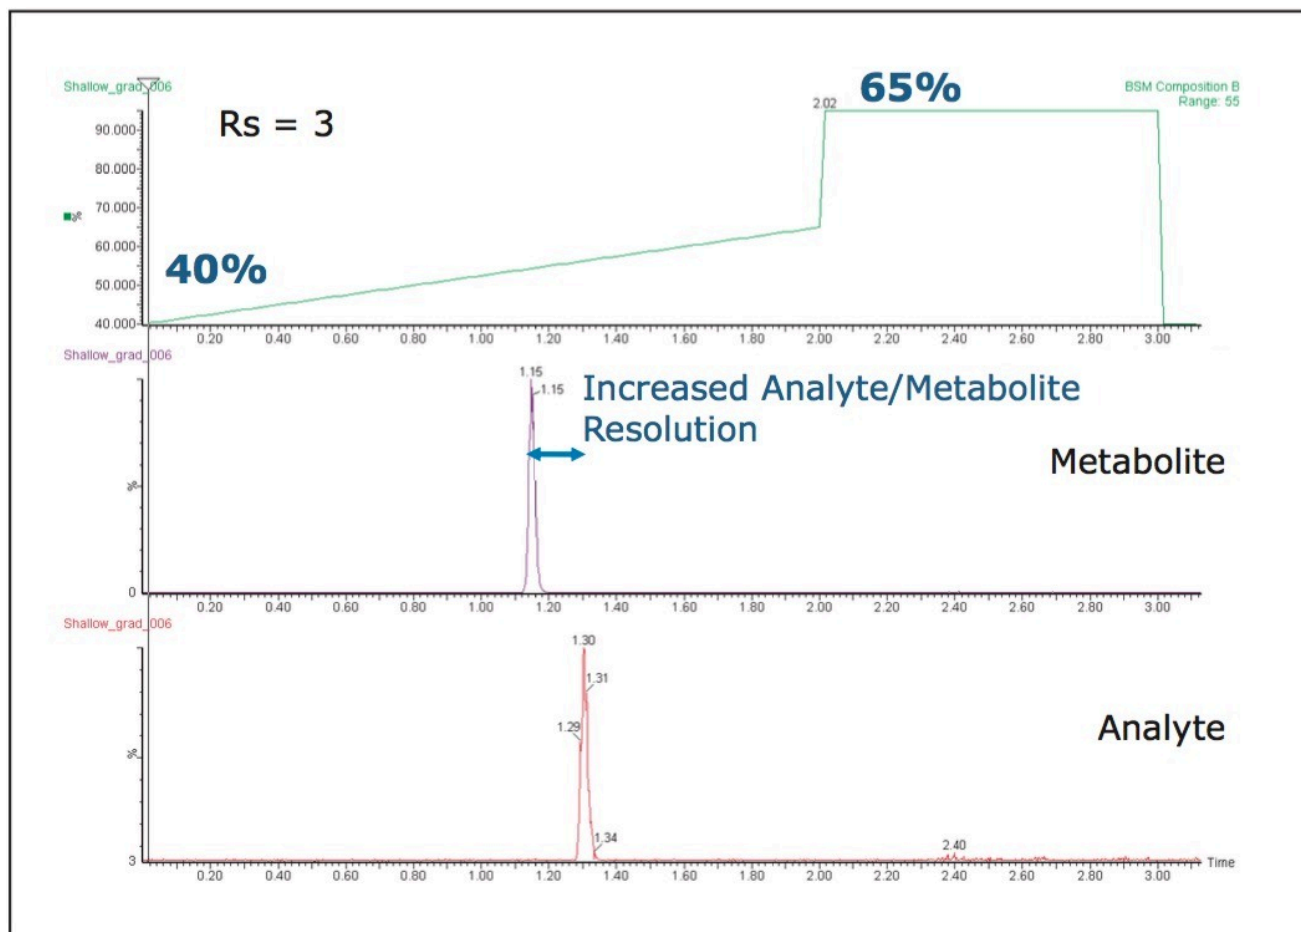 Shallow_grad_006
Rs = 3
2.02
65%
BSM Composition B
Range: 55
90.000
80.000
70.000
%
60.000
40%
50.000
40.000
0.20 0.40 0.60 0.80 1.00 1.20 1.40 1.60 1.80 2.00 2.20 2.40 2.60 2.80 3.00
Shallow_grad_006
1.15
1.15
Increased Analyte/Metabolite
Resolution
Metabolite
%
0
0.20 0.40 0.60 0.80 1.00 1.20 1.40 1.60 1.80 2.00 2.20 2.40 2.60 2.80 3.00
Shallow_grad_006
1.30
1.31
1.29
Analyte
%
1.34
2.40
3
Time
0.20 0.40 0.60 0.80 1.00 1.20 1.40 1.60 1.80 2.00 2.20 2.40 2.60 2.80 3.00